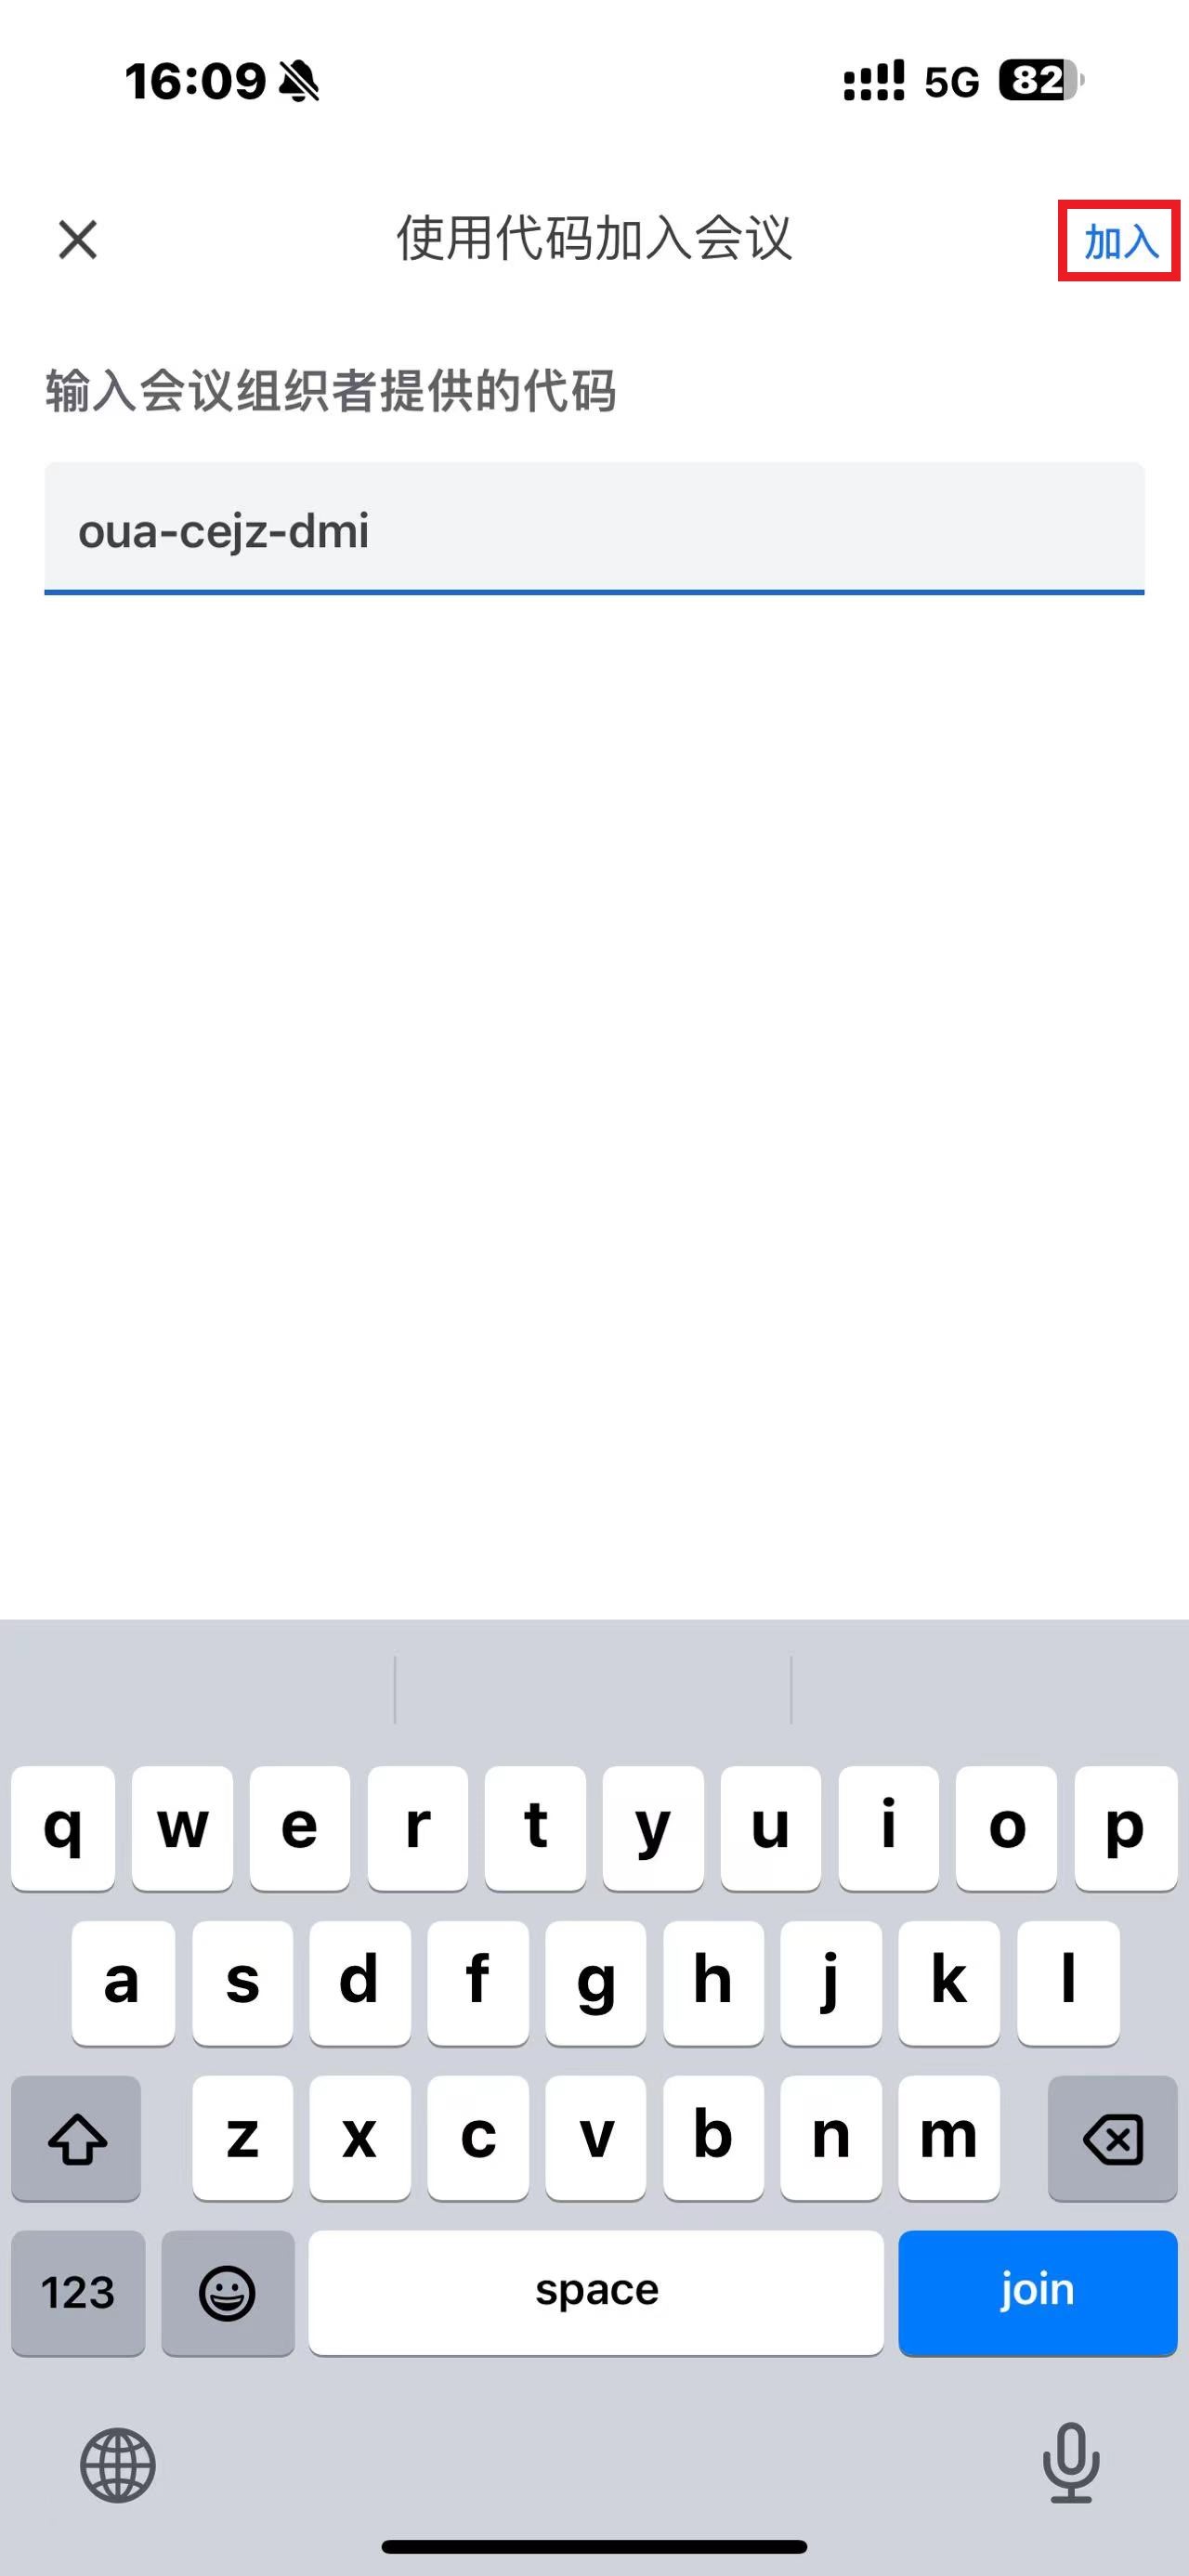 16:09 5G 82
使用代码加入会议 加入
输入会议组织者提供的代码
oua-cejz-dmi
q w e r t y u i o p
a s d f g h j k l
z x c v b n m
123 space join